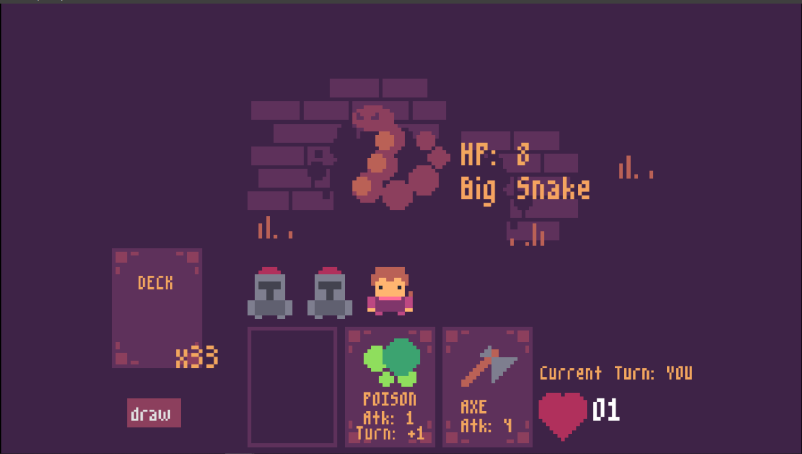 HP: 8
Big Snake
DECK
x33
draw
POISON
Atk: 1
Turn: +1
AXE
Atk: 4
Current Turn: YOU
01